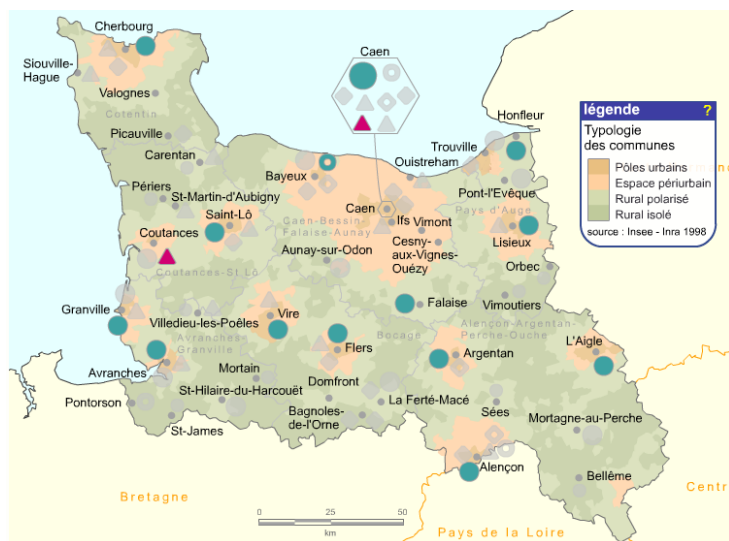 Cherbourg
Caen
Siouville-
Hague
Valognes
Cotentin
Honfleur
Picauville
Trouville
Ouistreham
Carentan
Bayeux
Pont-l'Evêque
Périers
St-Martin-d'Aubigny
Saint-Lô
Caen
Ifs
Vimont
Pays d'Auge
Caen-Bessin-
Falaise-Aunay
Coutances
Cesny-
aux-Vignes-
Ouézy
Lisieux
Aunay-sur-Odon
Coutances-St Lô
Orbec
Granville
Villedieu-les-Poêles
Vire
Falaise
Vimoutiers
Avranches-
Granville
Bocage
Alençon-Argentan-
Perche-Ouche
Flers
Argentan
L'Aigle
Avranches
Mortain
Domfront
St-Hilaire-du-Harcouët
La Ferté-Macé
Sées
Pontorson
St-James
Bagnoles-
de-l'Orne
Mortagne-au-Perche
Alençon
Bellême
Bretagne
Pays de la Loire
Centr
0 25 50
km
légende ?
Typologie
des communes
Pôles urbains
Espace périurbain
Rural polarisé
Rural isolé
source : Insee - Inra 1998